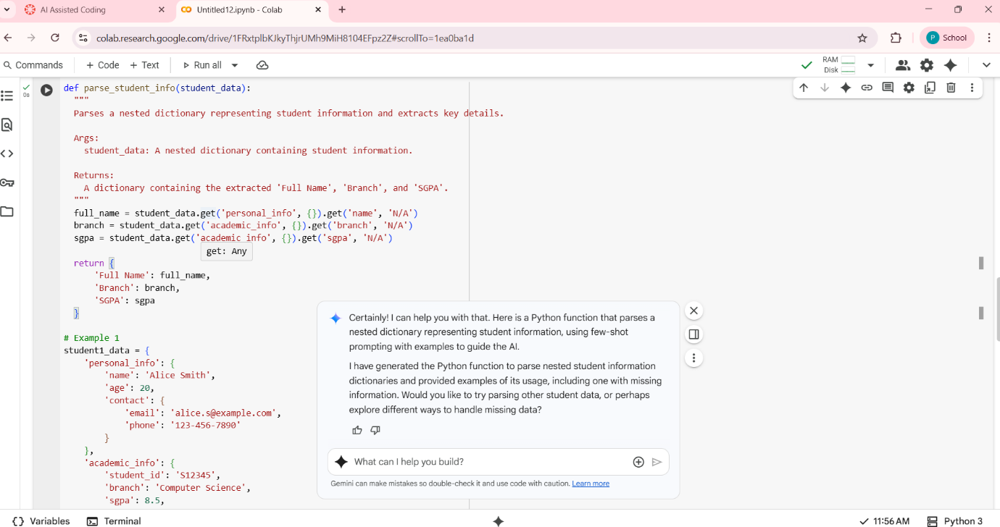 AI Assisted Coding
Untitled12.ipynb - Colab
colab.research.google.com/drive/1FRxtplbKJkyThjrUMh9MiH8104EFpz2Z#scrollTo=1ea0ba1d
P School
Commands + Code + Text Run all
RAM
Disk
0s
def parse_student_info(student_data):
"""
Parses a nested dictionary representing student information and extracts key details.
Args:
student_data: A nested dictionary containing student information.
Returns:
A dictionary containing the extracted 'Full Name', 'Branch', and 'SGPA'.
"""
full_name = student_data.get('personal_info', {}).get('name', 'N/A')
branch = student_data.get('academic_info', {}).get('branch', 'N/A')
sgpa = student_data.get('academic_info', {}).get('sgpa', 'N/A')
get: Any
return {
'Full Name': full_name,
'Branch': branch,
'SGPA': sgpa
}
# Example 1
student1_data = {
'personal_info': {
'name': 'Alice Smith',
'age': 20,
'contact': {
'email': 'alice.s@example.com',
'phone': '123-456-7890'
}
},
'academic_info': {
'student_id': 'S12345',
'branch': 'Computer Science',
'sgpa': 8.5,
Certainly! I can help you with that. Here is a Python function that parses a
nested dictionary representing student information, using few-shot
prompting with examples to guide the AI.
I have generated the Python function to parse nested student information
dictionaries and provided examples of its usage, including one with missing
information. Would you like to try parsing other student data, or perhaps
explore different ways to handle missing data?
What can I help you build?
Gemini can make mistakes so double-check it and use code with caution. Learn more
{} Variables Terminal
11:56 AM Python 3